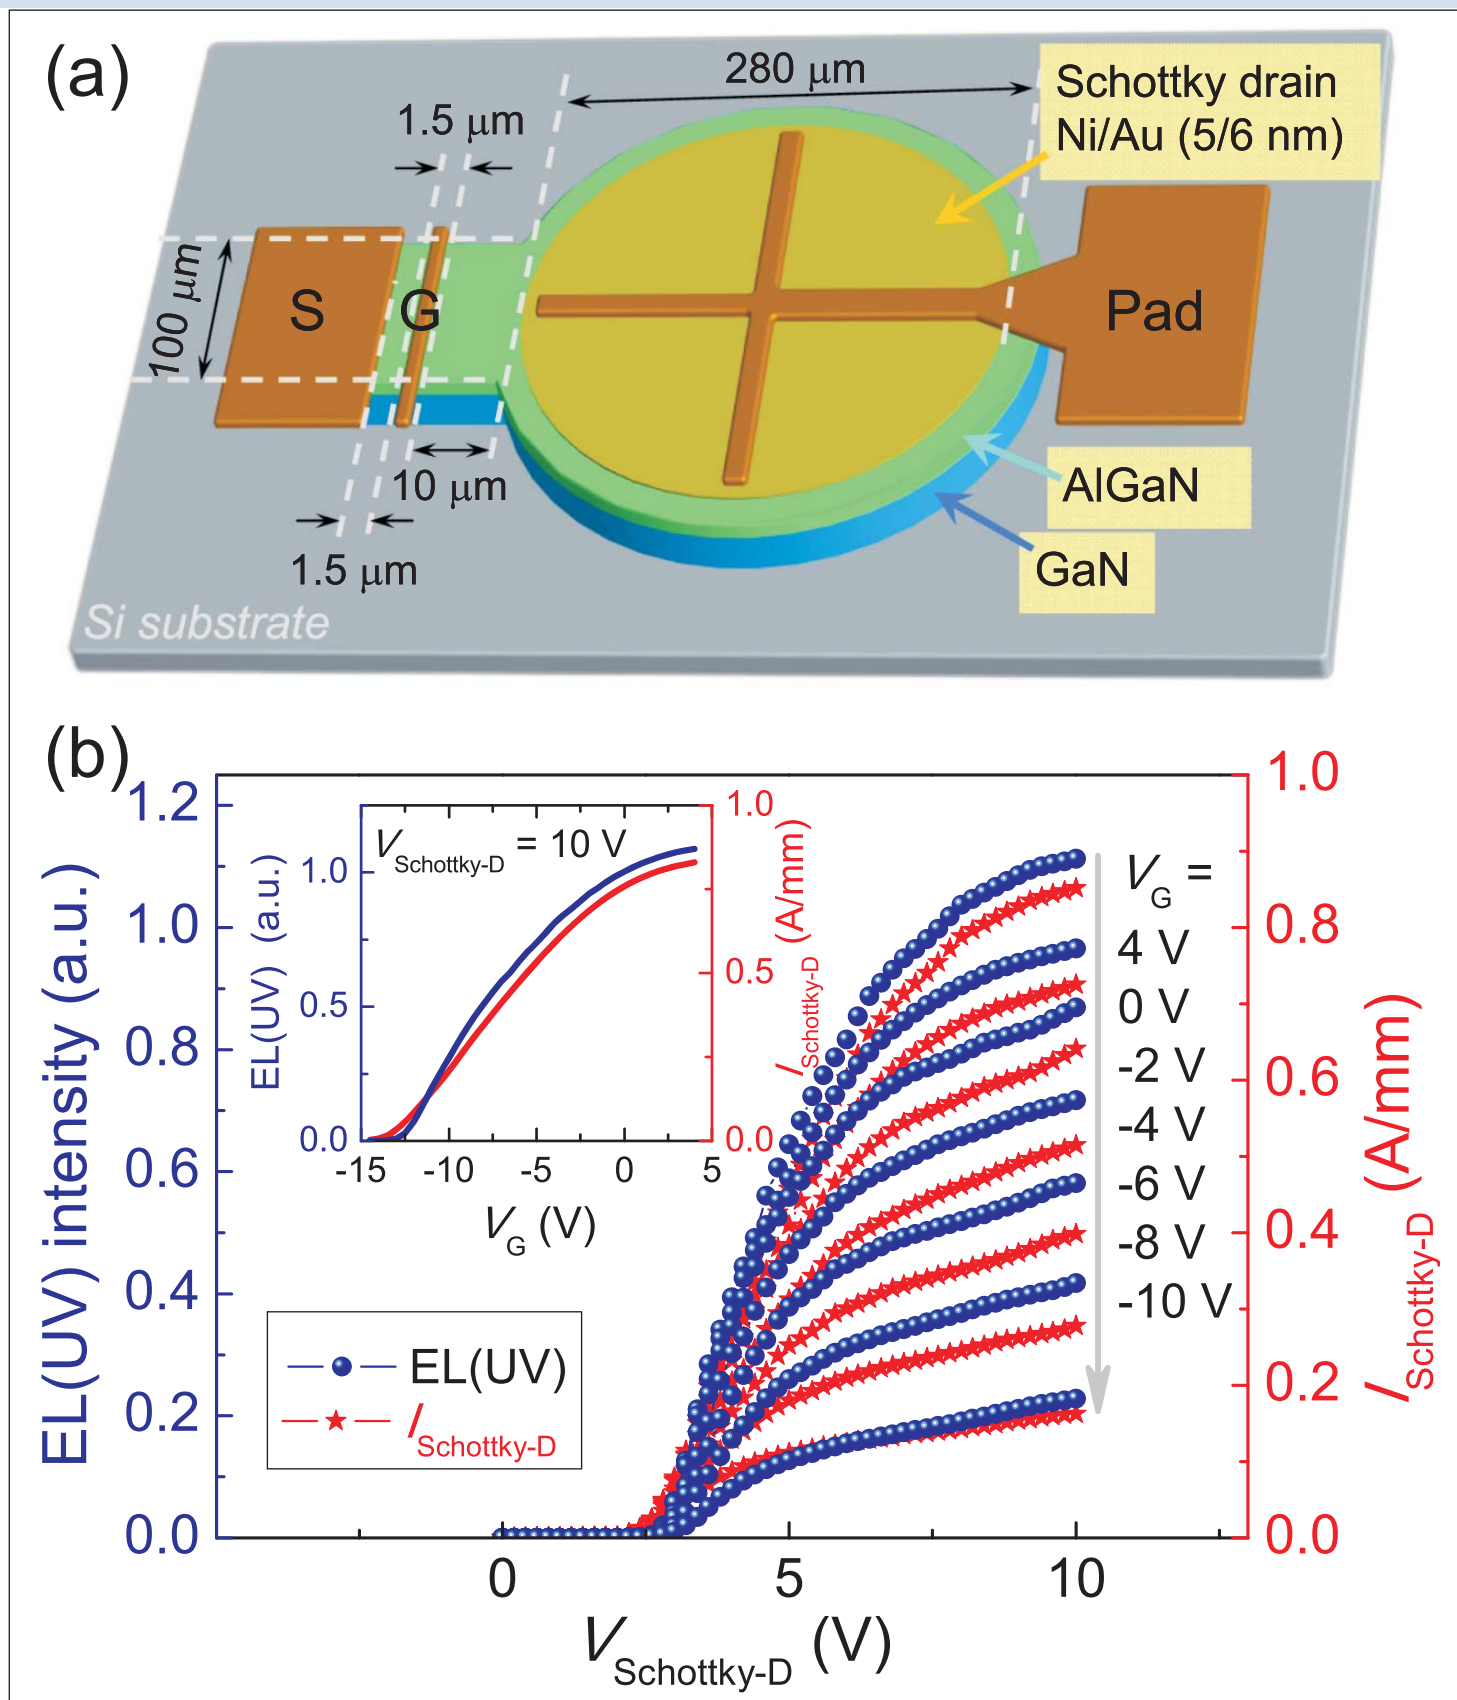 (a)
280 μm
Schottky drain
Ni/Au (5/6 nm)
1.5 μm
100 μm
S
G
Pad
10 μm
AlGaN
1.5 μm
GaN
Si substrate
(b)
EL(UV) intensity (a.u.)
1.2
1.0
0.8
0.6
0.4
0.2
0.0
V_Schottky-D = 10 V
EL(UV) (a.u.)
1.0
0.5
0.0
1.0
0.5
0.0
I_Schottky-D (A/mm)
-15 -10 -5 0 5
V_G (V)
EL(UV)
I_Schottky-D
V_G =
4 V
0 V
-2 V
-4 V
-6 V
-8 V
-10 V
1.0
0.8
0.6
0.4
0.2
0.0
I_Schottky-D (A/mm)
0 5 10
V_Schottky-D (V)